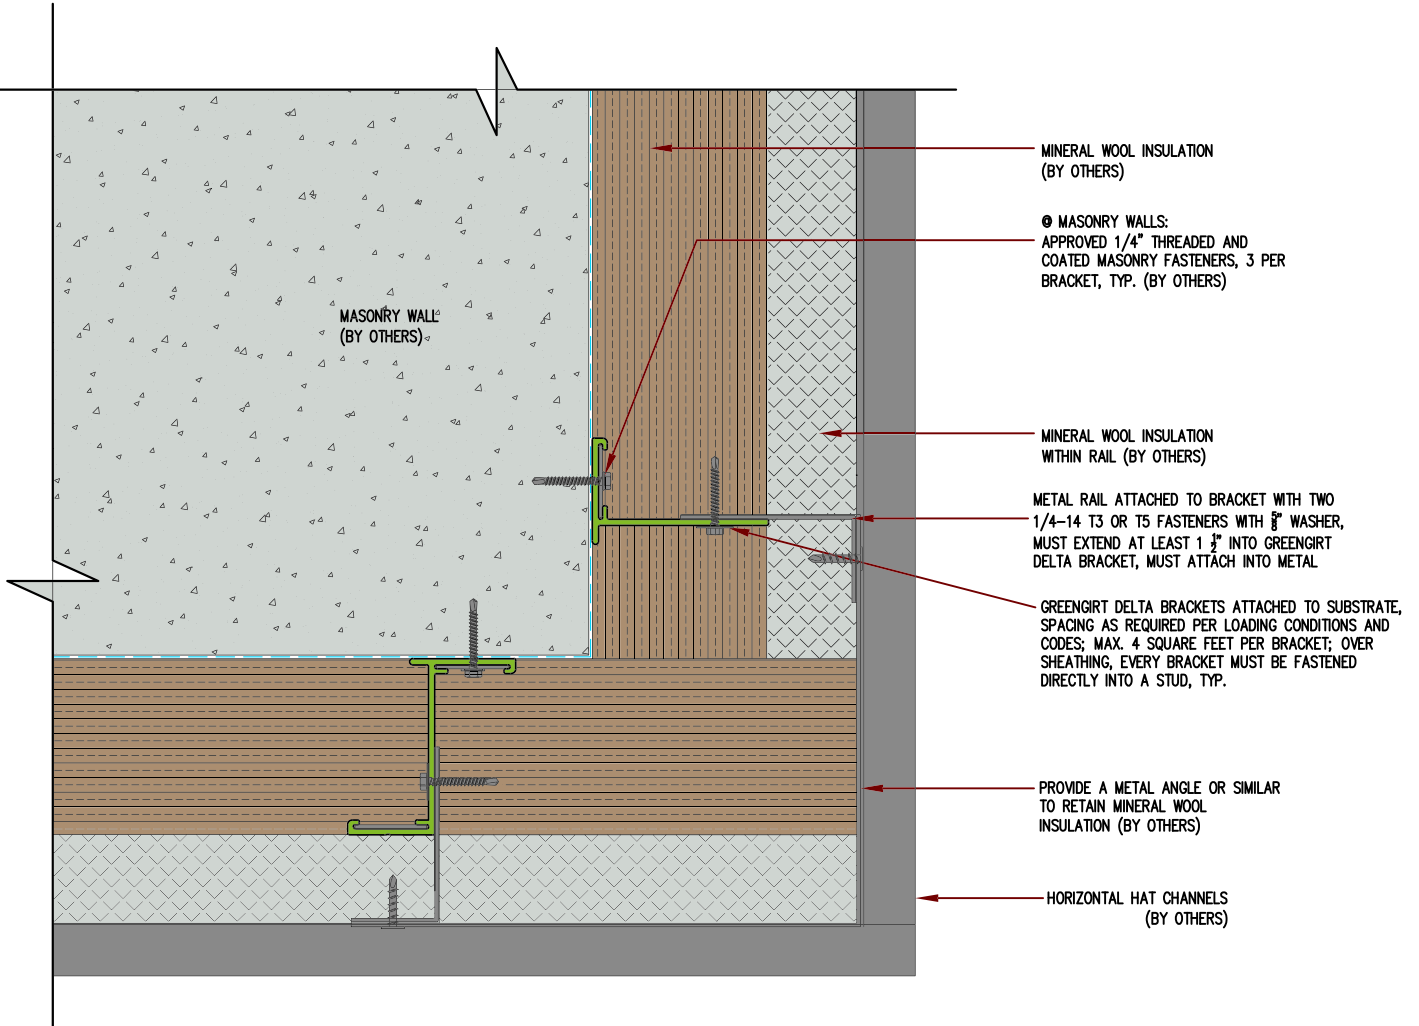 MINERAL WOOL INSULATION
(BY OTHERS)
@ MASONRY WALLS:
APPROVED 1/4" THREADED AND
COATED MASONRY FASTENERS, 3 PER
BRACKET, TYP. (BY OTHERS)
MASONRY WALL
(BY OTHERS)
MINERAL WOOL INSULATION
WITHIN RAIL (BY OTHERS)
METAL RAIL ATTACHED TO BRACKET WITH TWO
1/4-14 T3 OR T5 FASTENERS WITH 5/8" WASHER,
MUST EXTEND AT LEAST 1 1/2" INTO GREENGIRT
DELTA BRACKET, MUST ATTACH INTO METAL
GREENGIRT DELTA BRACKETS ATTACHED TO SUBSTRATE,
SPACING AS REQUIRED PER LOADING CONDITIONS AND
CODES; MAX. 4 SQUARE FEET PER BRACKET; OVER
SHEATHING, EVERY BRACKET MUST BE FASTENED
DIRECTLY INTO A STUD, TYP.
PROVIDE A METAL ANGLE OR SIMILAR
TO RETAIN MINERAL WOOL
INSULATION (BY OTHERS)
HORIZONTAL HAT CHANNELS
(BY OTHERS)